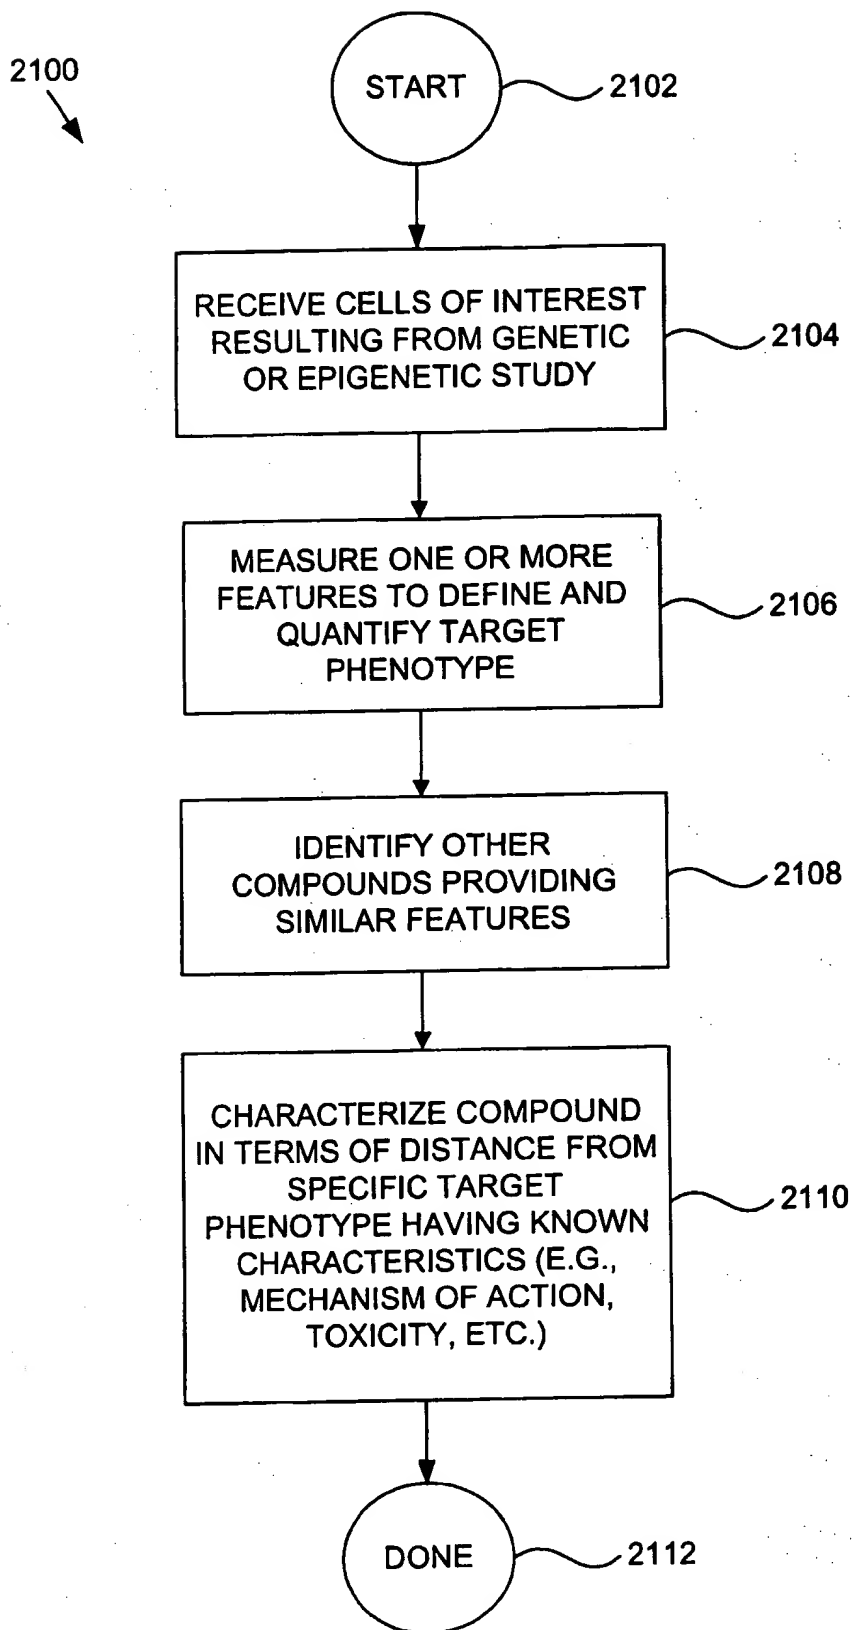 2100
START
2102
RECEIVE CELLS OF INTEREST
RESULTING FROM GENETIC
OR EPIGENETIC STUDY
2104
MEASURE ONE OR MORE
FEATURES TO DEFINE AND
QUANTIFY TARGET
PHENOTYPE
2106
IDENTIFY OTHER
COMPOUNDS PROVIDING
SIMILAR FEATURES
2108
CHARACTERIZE COMPOUND
IN TERMS OF DISTANCE FROM
SPECIFIC TARGET
PHENOTYPE HAVING KNOWN
CHARACTERISTICS (E.G.,
MECHANISM OF ACTION,
TOXICITY, ETC.)
2110
DONE
2112